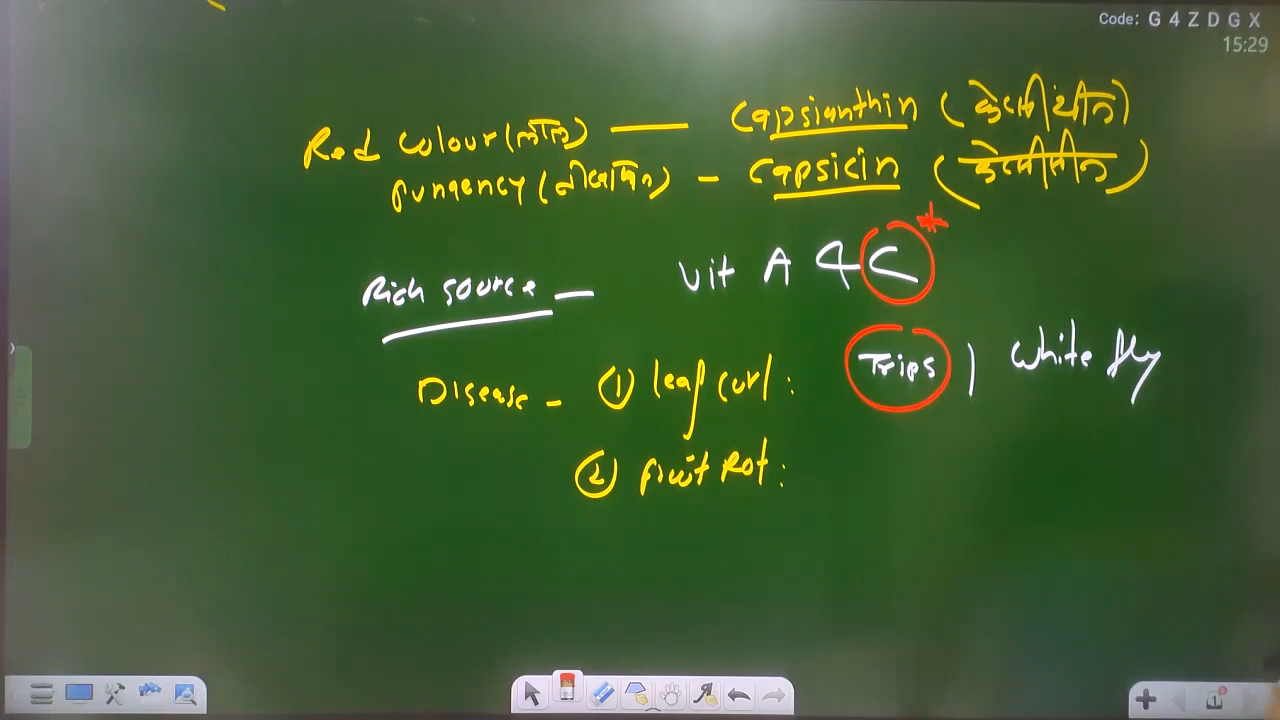 Code: G 4 Z D G X
15:29
Red colour (लाल) — Capsianthin (केप्सीथीन)
Pungency (तीखापन) - Capsicin (केप्सीसीन)
Rich source - vit A & C *
Disease - ① leaf curl : Trips / White fly
② fruit Rot :